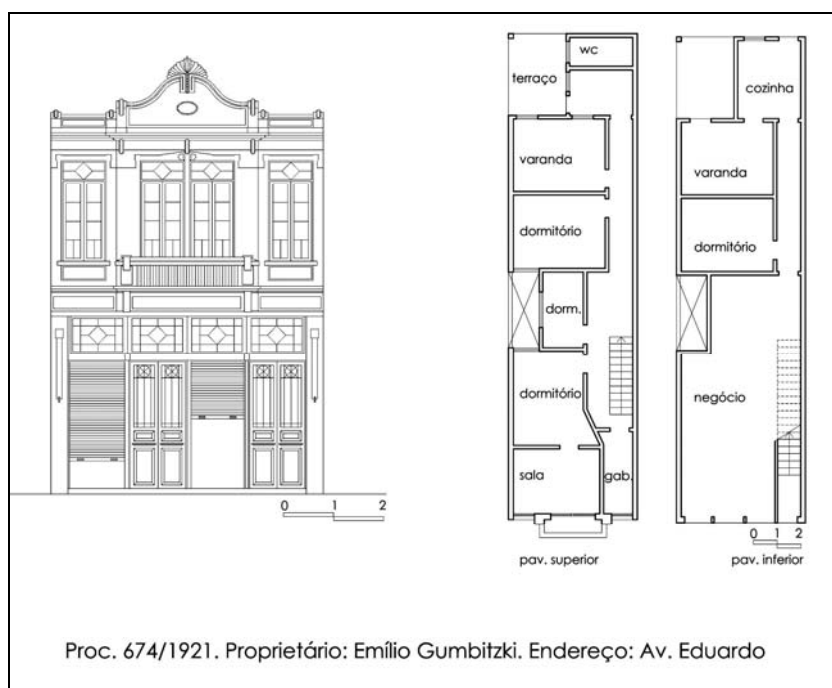 wc
terraço
varanda
dormitório
dorm.
dormitório
sala
gab.
pav. superior
cozinha
varanda
dormitório
negócio
0 1 2
pav. inferior
0 1 2
Proc. 674/1921. Proprietário: Emílio Gumbitzki. Endereço: Av. Eduardo